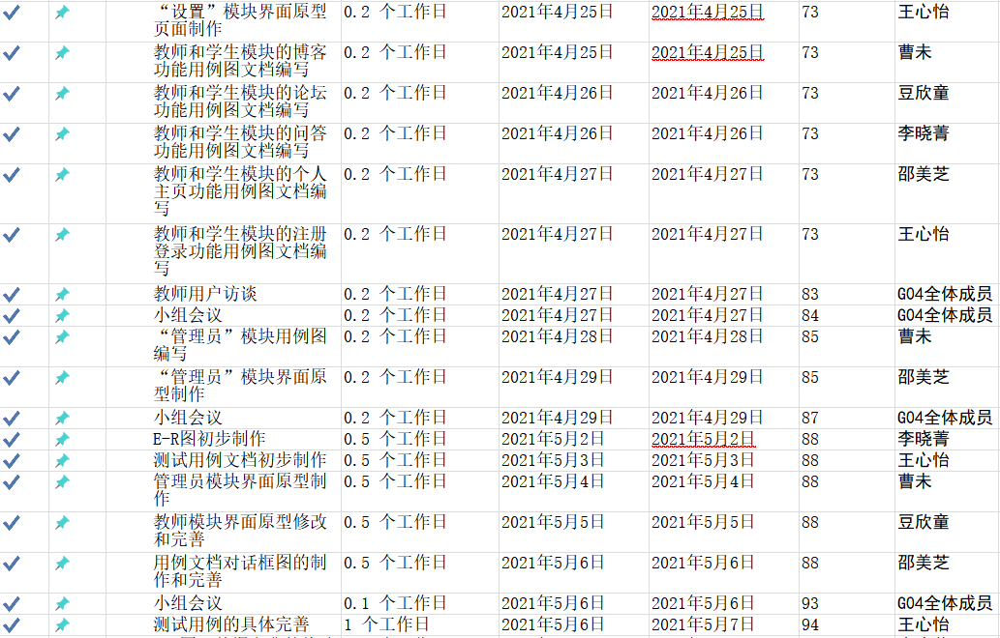 “设置”模块界面原型 0.2 个工作日 2021年4月25日 2021年4月25日 73 王心怡
页面制作
教师和学生模块的博客 0.2 个工作日 2021年4月25日 2021年4月25日 73 曹未
功能用例图文档编写
教师和学生模块的论坛 0.2 个工作日 2021年4月26日 2021年4月26日 73 豆欣童
功能用例图文档编写
教师和学生模块的问答 0.2 个工作日 2021年4月26日 2021年4月26日 73 李晓菁
功能用例图文档编写
教师和学生模块的个人 0.2 个工作日 2021年4月27日 2021年4月27日 73 邵美芝
主页功能用例图文档编
写
教师和学生模块的注册 0.2 个工作日 2021年4月27日 2021年4月27日 73 王心怡
登录功能用例图文档编
写
教师用户访谈 0.2 个工作日 2021年4月27日 2021年4月27日 83 G04全体成员
小组会议 0.2 个工作日 2021年4月27日 2021年4月27日 84 G04全体成员
“管理员”模块用例图 0.2 个工作日 2021年4月28日 2021年4月28日 85 曹未
编写
“管理员”模块界面原 0.2 个工作日 2021年4月29日 2021年4月29日 85 邵美芝
型制作
小组会议 0.2 个工作日 2021年4月29日 2021年4月29日 87 G04全体成员
E-R图初步制作 0.5 个工作日 2021年5月2日 2021年5月2日 88 李晓菁
测试用例文档初步制作 0.5 个工作日 2021年5月3日 2021年5月3日 88 王心怡
管理员模块界面原型制 0.5 个工作日 2021年5月4日 2021年5月4日 88 曹未
作
教师模块界面原型修改 0.5 个工作日 2021年5月5日 2021年5月5日 88 豆欣童
和完善
用例文档对话框图的制 0.5 个工作日 2021年5月6日 2021年5月6日 88 邵美芝
作和完善
小组会议 0.1 个工作日 2021年5月6日 2021年5月6日 93 G04全体成员
测试用例的具体完善 1 个工作日 2021年5月6日 2021年5月7日 94 王心怡